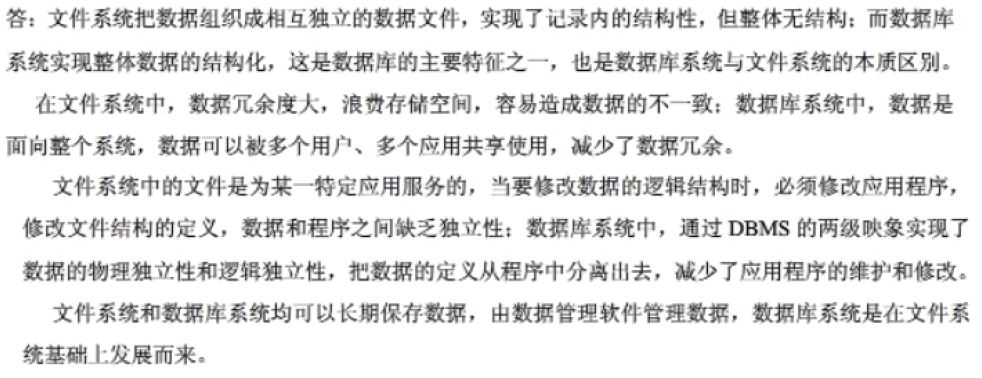 答：文件系统把数据组织成相互独立的数据文件，实现了记录内的结构性，但整体无结构；而数据库
系统实现整体数据的结构化，这是数据库的主要特征之一，也是数据库系统与文件系统的本质区别。
在文件系统中，数据冗余度大，浪费存储空间，容易造成数据的不一致；数据库系统中，数据是
面向整个系统，数据可以被多个用户、多个应用共享使用，减少了数据冗余。
文件系统中的文件是为某一特定应用服务的，当要修改数据的逻辑结构时，必须修改应用程序，
修改文件结构的定义，数据和程序之间缺乏独立性；数据库系统中，通过 DBMS 的两级映象实现了
数据的物理独立性和逻辑独立性，把数据的定义从程序中分离出去，减少了应用程序的维护和修改。
文件系统和数据库系统均可以长期保存数据，由数据管理软件管理数据，数据库系统是在文件系
统基础上发展而来。